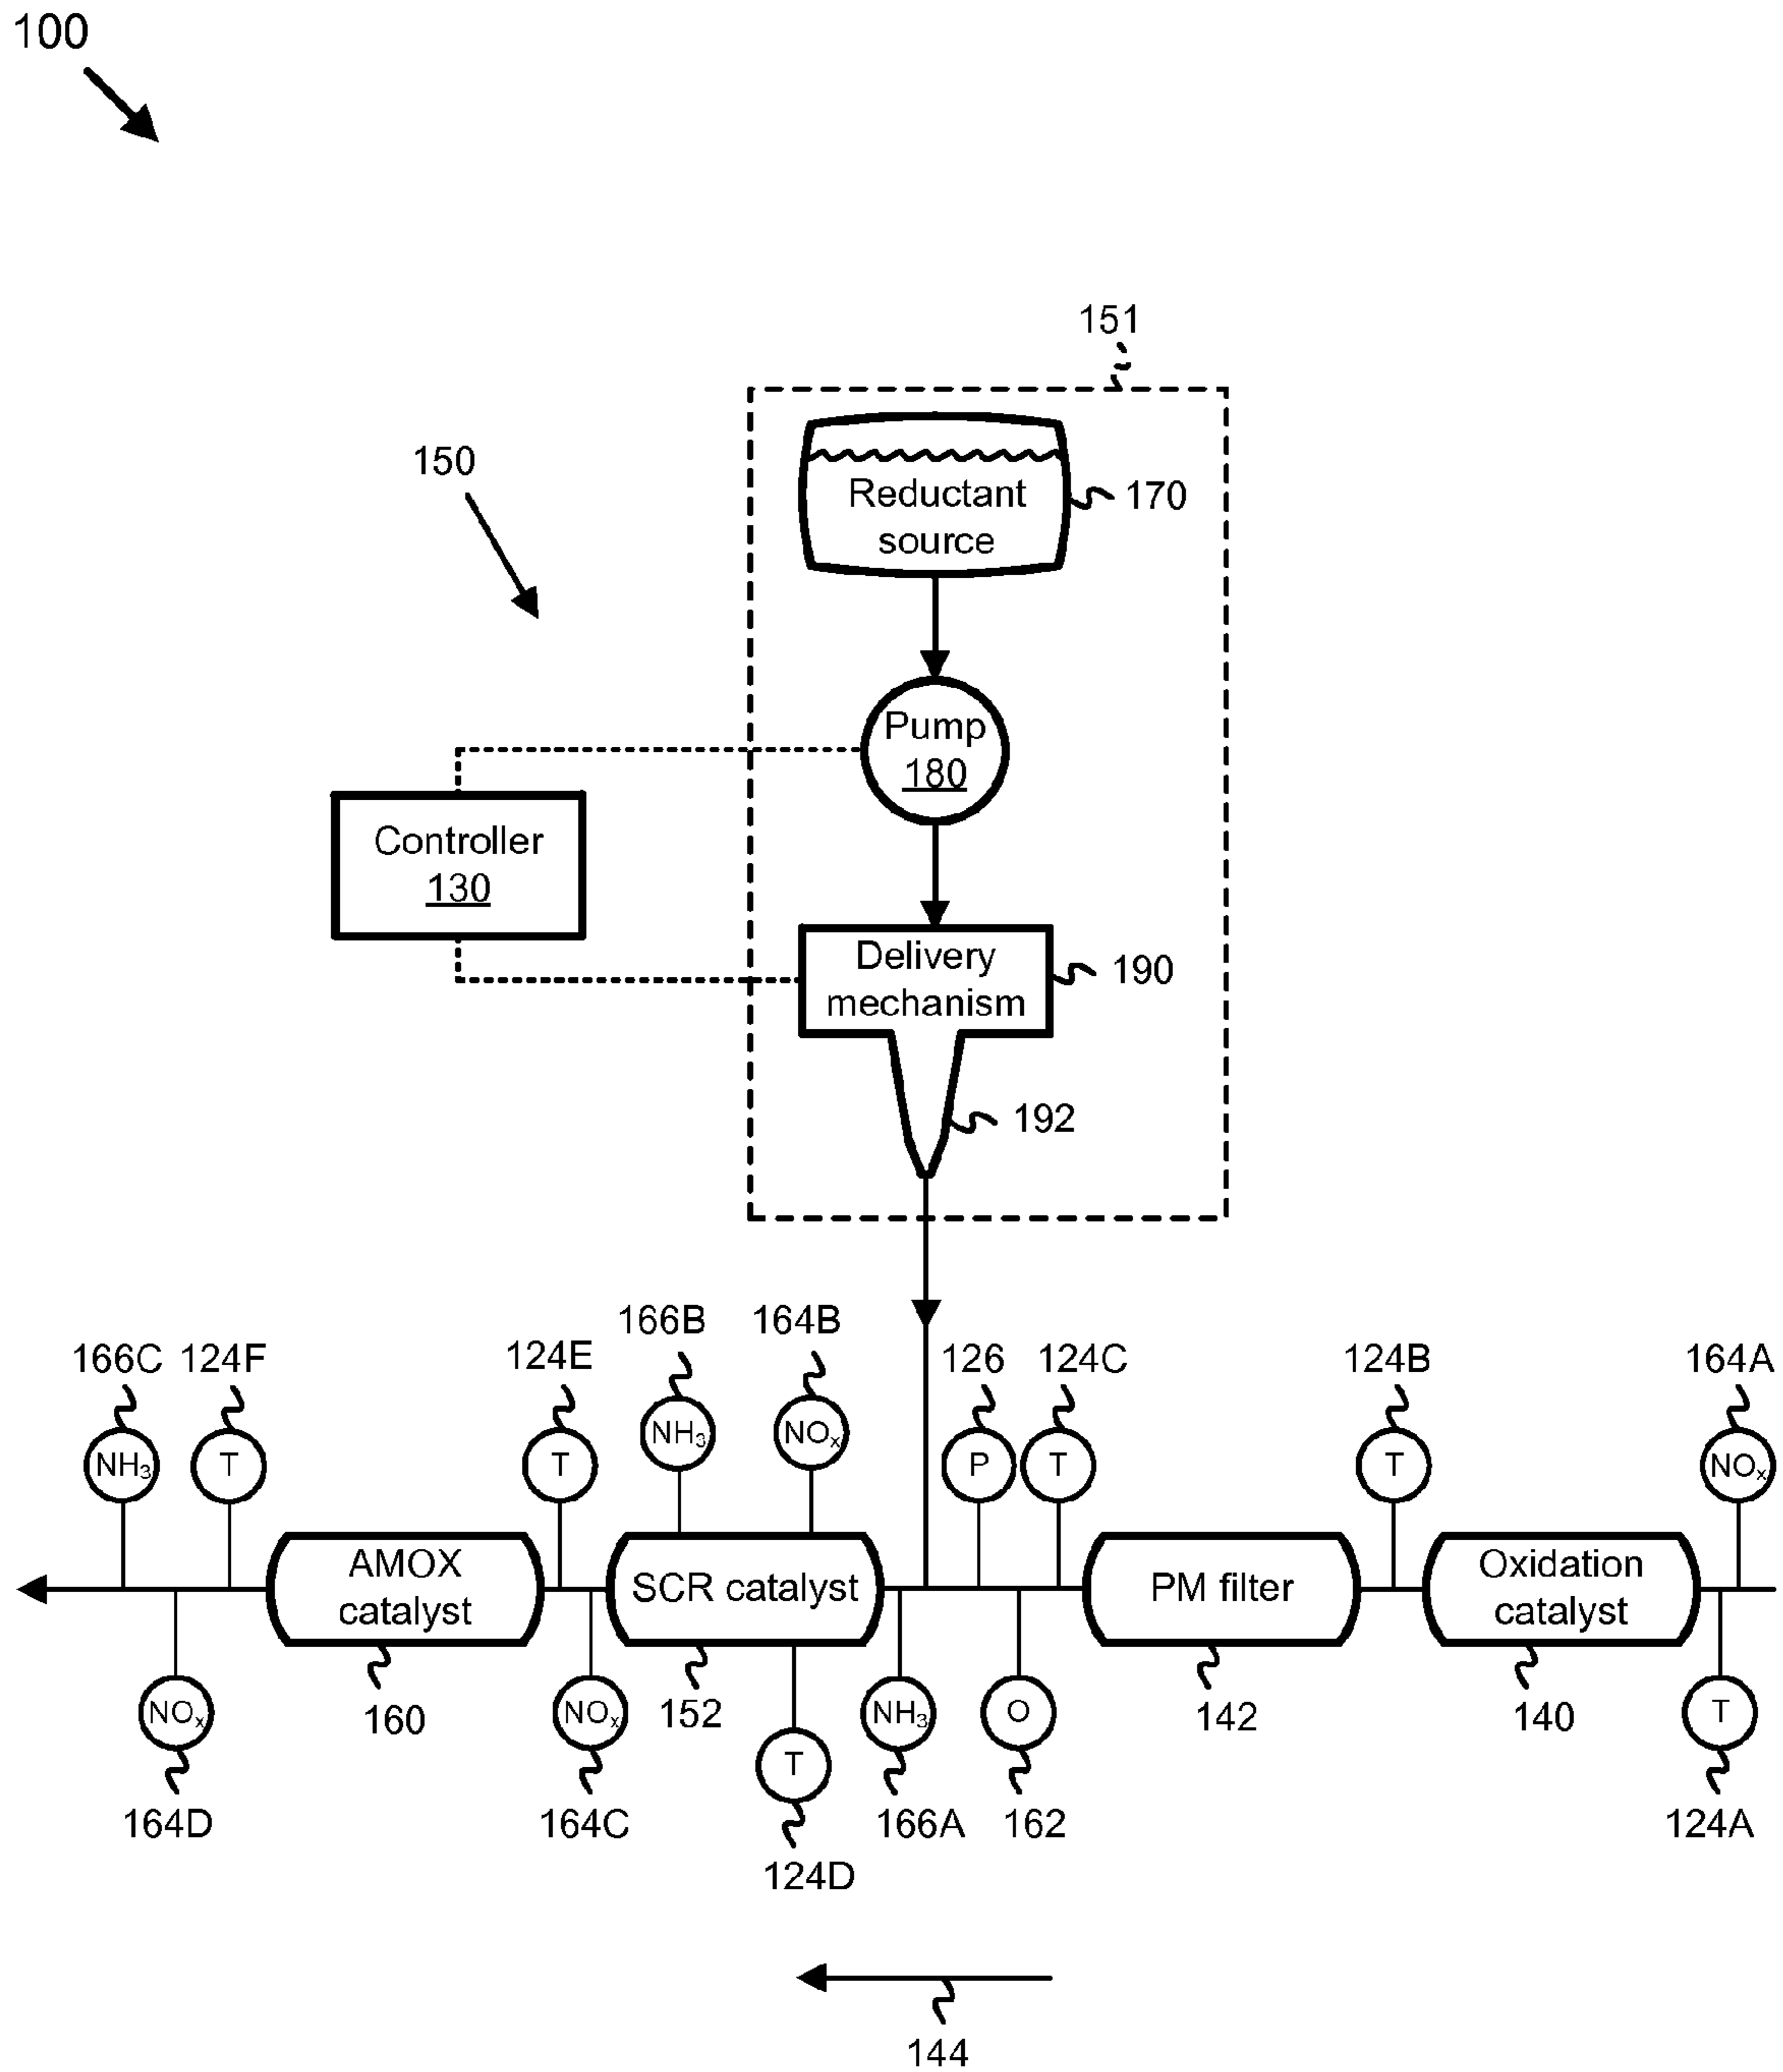 100
151
150
Reductant
source
170
Pump
180
Controller
130
Delivery
mechanism
190
192
166C
124F
124E
166B
164B
126
124C
124B
164A
NH3
T
T
NH3
NOx
P
T
T
NOx
AMOX
catalyst
SCR catalyst
PM filter
Oxidation
catalyst
NOx
160
NOx
152
T
NH3
O
142
140
T
164D
164C
124D
166A
162
124A
144